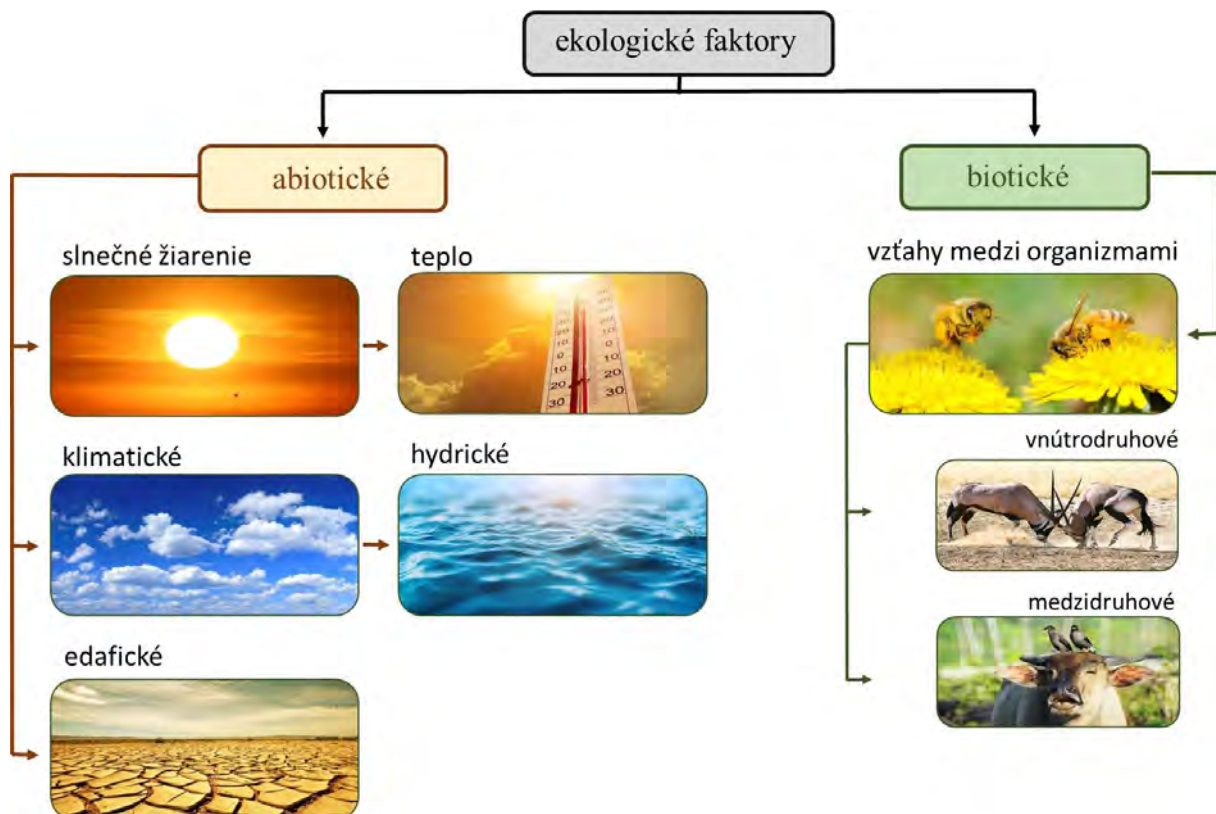 ekologické faktory
abiotické
biotické
slnečné žiarenie
teplo
vzťahy medzi organizmami
klimatické
hydrické
vnútrodruhové
medzidruhové
edafické